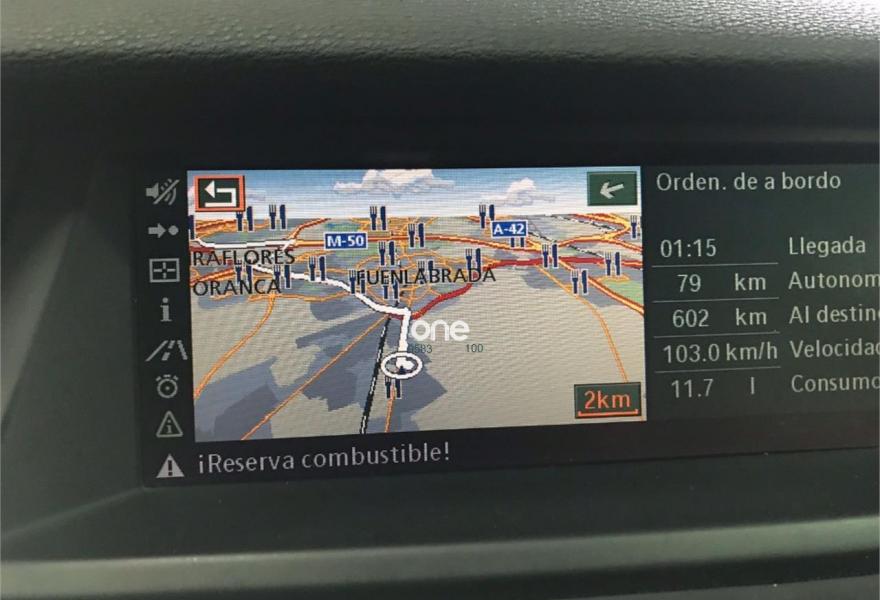 Orden. de a bordo
M-50
A-42
RAFLORES
ORANCA
FUENLABRADA
one
100
2km
01:15 Llegada
79 km Autonom
602 km Al destin
103.0 km/h Velocidad
11.7 l Consumo
¡Reserva combustible!